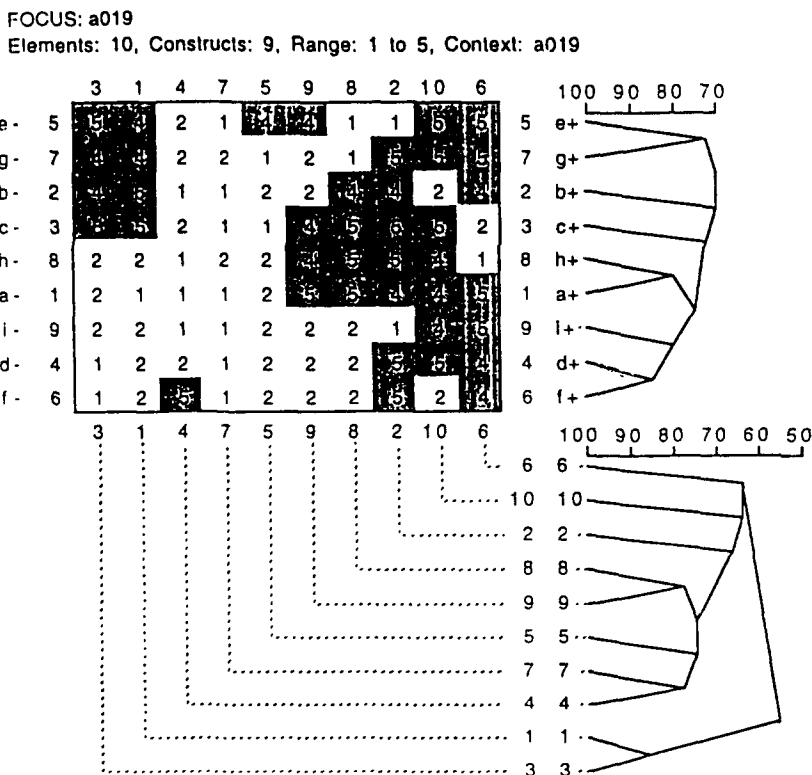 FOCUS: a019
Elements: 10, Constructs: 9, Range: 1 to 5, Context: a019
3 1 4 7 5 9 8 2 10 6 100 90 80 70
e- 5 5 4 2 1 4 4 1 1 5 5 5 e+
g- 7 4 4 2 2 1 2 1 5 5 5 7 g+
b- 2 4 5 1 1 2 2 4 4 2 4 2 b+
c- 3 5 5 2 1 1 4 5 5 5 2 3 c+
h- 8 2 2 1 2 2 4 5 5 4 1 8 h+
a- 1 2 1 1 1 2 5 5 4 4 5 1 a+
i- 9 2 2 1 1 2 2 2 1 4 5 9 i+
d- 4 1 2 2 1 2 2 2 5 5 4 4 d+
f- 6 1 2 5 1 2 2 2 5 2 4 6 f+
3 1 4 7 5 9 8 2 10 6 100 90 80 70 60 50
6 6
10 10
2 2
8 8
9 9
5 5
7 7
4 4
1 1
3 3